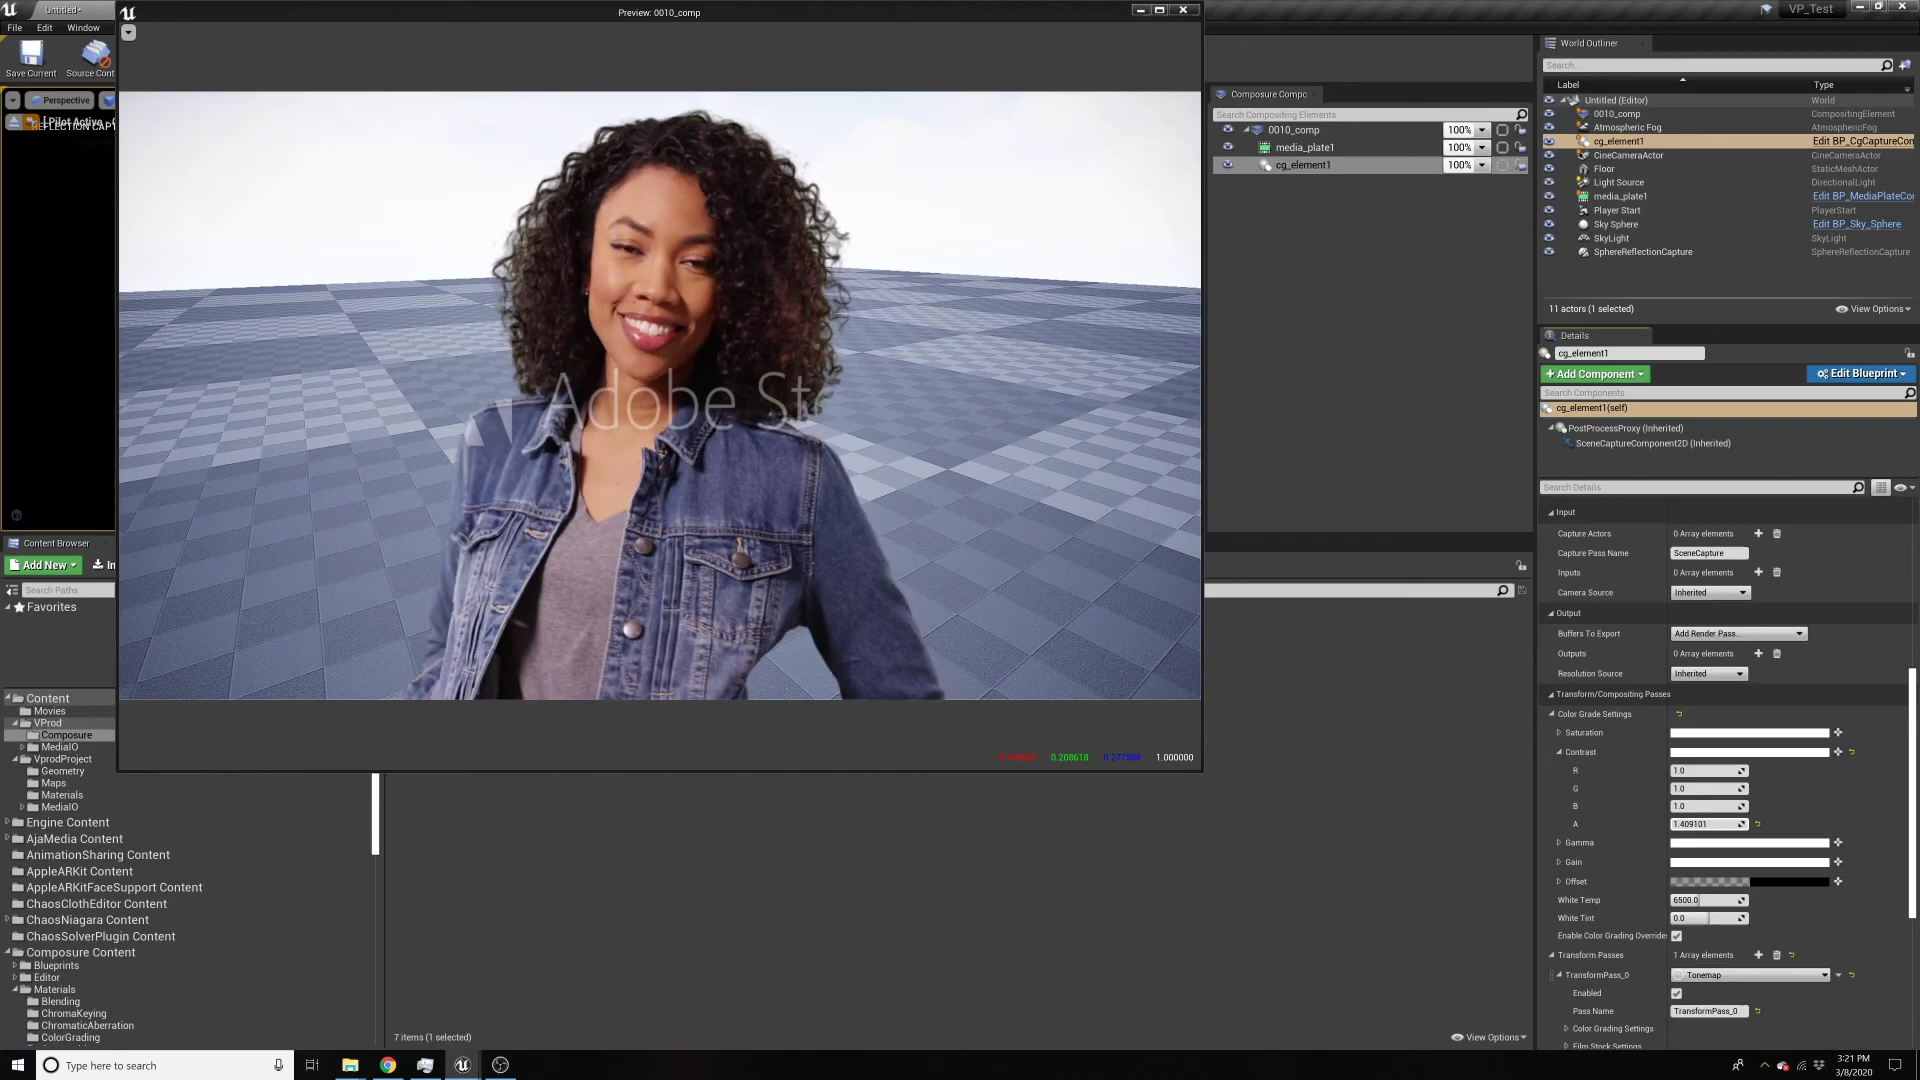 Untitled*
Preview: 0010_comp
VP_Test
File Edit Window
Save Current
Source Cont
Perspective
[ Pilot Active
REFLECTION CAPT
Adobe St
0.208618
1.000000
Composure Compc
Search Compositing Elements
0010_comp 100%
media_plate1 100%
cg_element1 100%
World Outliner
Search...
Label Type
Untitled (Editor) World
0010_comp CompositingElement
Atmospheric Fog AtmosphericFog
cg_element1 Edit BP_CgCaptureCon
CineCameraActor CineCameraActor
Floor StaticMeshActor
Light Source DirectionalLight
media_plate1 Edit BP_MediaPlateCo
Player Start PlayerStart
Sky Sphere Edit BP_Sky_Sphere
SkyLight SkyLight
SphereReflectionCapture SphereReflectionCapture
11 actors (1 selected)
View Options
Details
cg_element1
+ Add Component
Edit Blueprint
Search Components
cg_element1(self)
PostProcessProxy (Inherited)
SceneCaptureComponent2D (Inherited)
Search Details
Input
Capture Actors 0 Array elements
Capture Pass Name SceneCapture
Inputs 0 Array elements
Camera Source Inherited
Output
Buffers To Export Add Render Pass...
Outputs 0 Array elements
Resolution Source Inherited
Transform/Compositing Passes
Color Grade Settings
Saturation
Contrast
R 1.0
G 1.0
B 1.0
A 1.409101
Gamma
Gain
Offset
White Temp 6500.0
White Tint 0.0
Enable Color Grading Override
Transform Passes 1 Array elements
TransformPass_0 Tonemap
Enabled
Pass Name TransformPass_0
Color Grading Settings
Film Stock Settings
Content Browser
Add New
Search Paths
Favorites
Content
Movies
VProd
Composure
MediaIO
VprodProject
Geometry
Maps
Materials
MediaIO
Engine Content
AjaMedia Content
AnimationSharing Content
AppleARKit Content
AppleARKitFaceSupport Content
ChaosClothEditor Content
ChaosNiagara Content
ChaosSolverPlugin Content
Composure Content
Blueprints
Editor
Materials
Blending
ChromaKeying
ChromaticAberration
ColorGrading
7 items (1 selected)
View Options
Type here to search
3:21 PM
3/8/2020